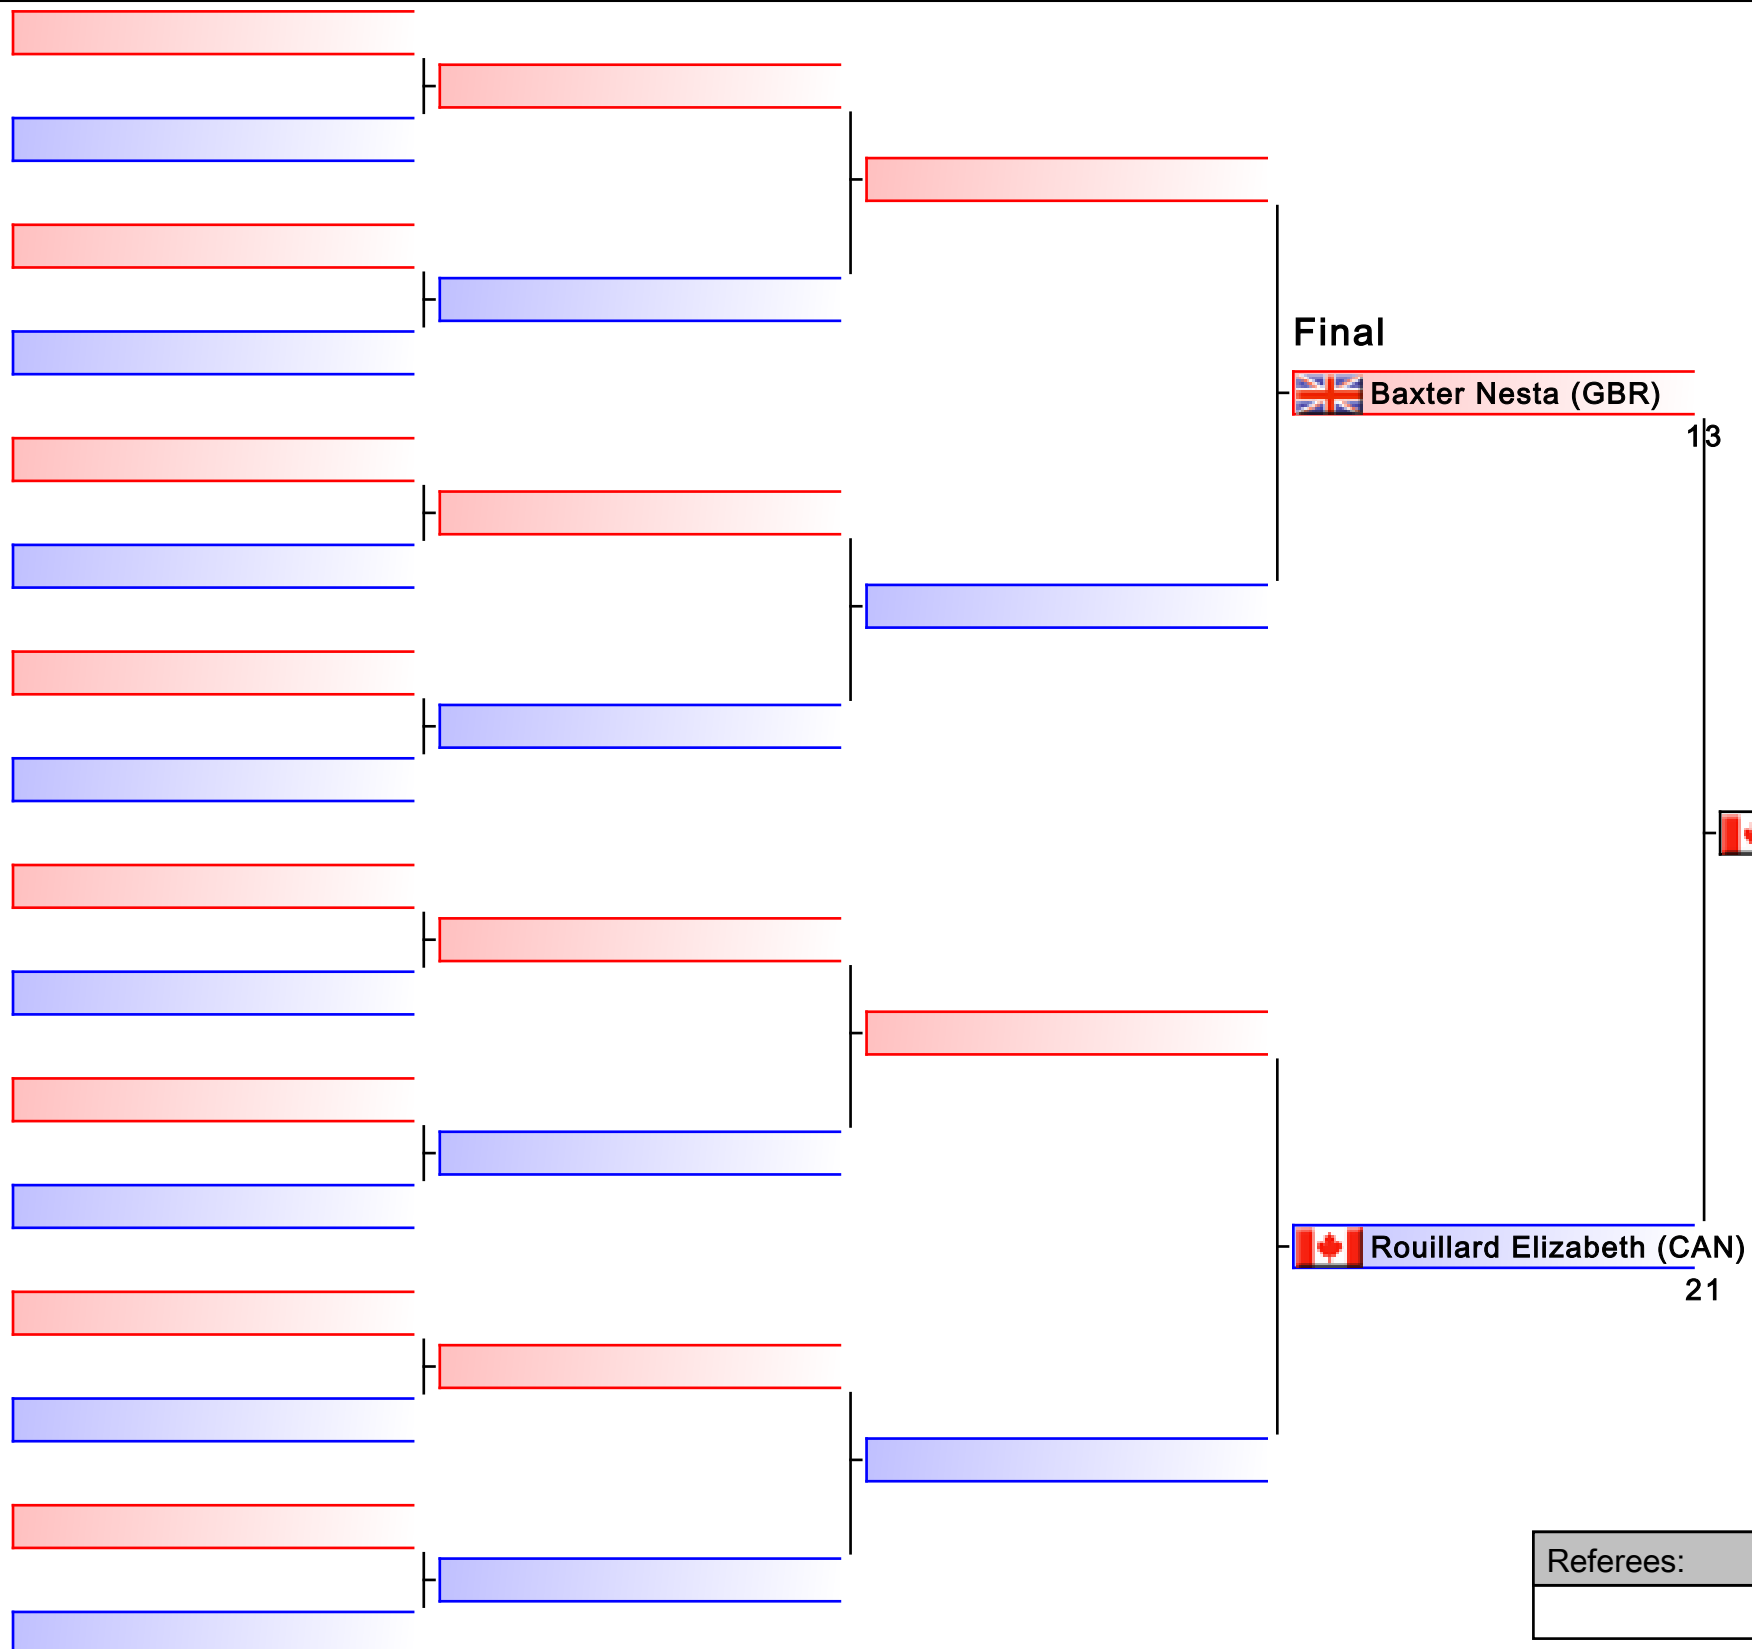 Final
Baxter Nesta (GBR)
13
Rouillard Elizabeth (CAN)
21
Referees: